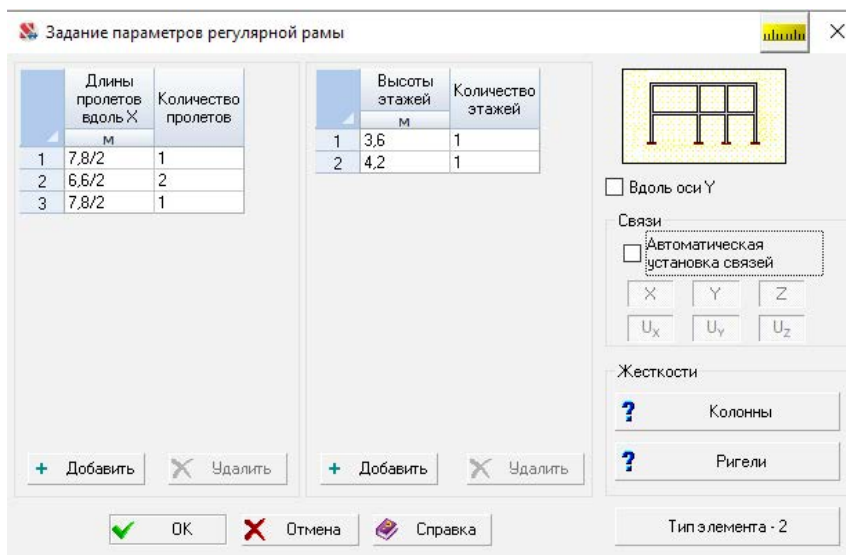 Задание параметров регулярной рамы
Длины
пролетов
вдоль X
м
Количество
пролетов
1 7,8/2 1
2 6,6/2 2
3 7,8/2 1
Добавить
Удалить
Высоты
этажей
м
Количество
этажей
1 3,6 1
2 4,2 1
Добавить
Удалить
Вдоль оси Y
Связи
Автоматическая
установка связей
X Y Z
UX UY UZ
Жесткости
? Колонны
? Ригели
OK
Отмена
Справка
Тип элемента - 2